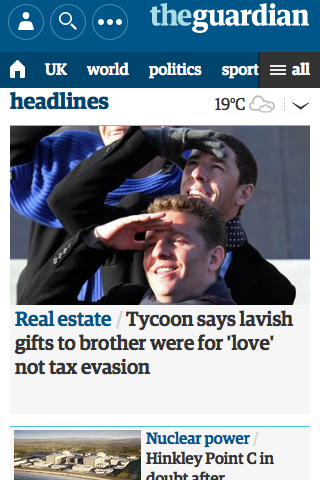 theguardian
UK world politics sport all
headlines
19°C
Real estate / Tycoon says lavish
gifts to brother were for 'love'
not tax evasion
Nuclear power /
Hinkley Point C in
doubt after